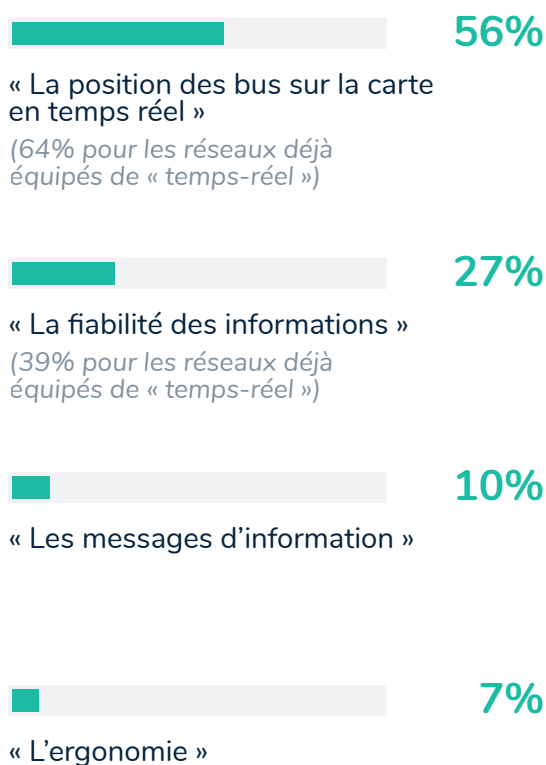 56%
« La position des bus sur la carte
en temps réel »
(64% pour les réseaux déjà
équipés de « temps-réel »)
27%
« La fiabilité des informations »
(39% pour les réseaux déjà
équipés de « temps-réel »)
10%
« Les messages d’information »
7%
« L’ergonomie »